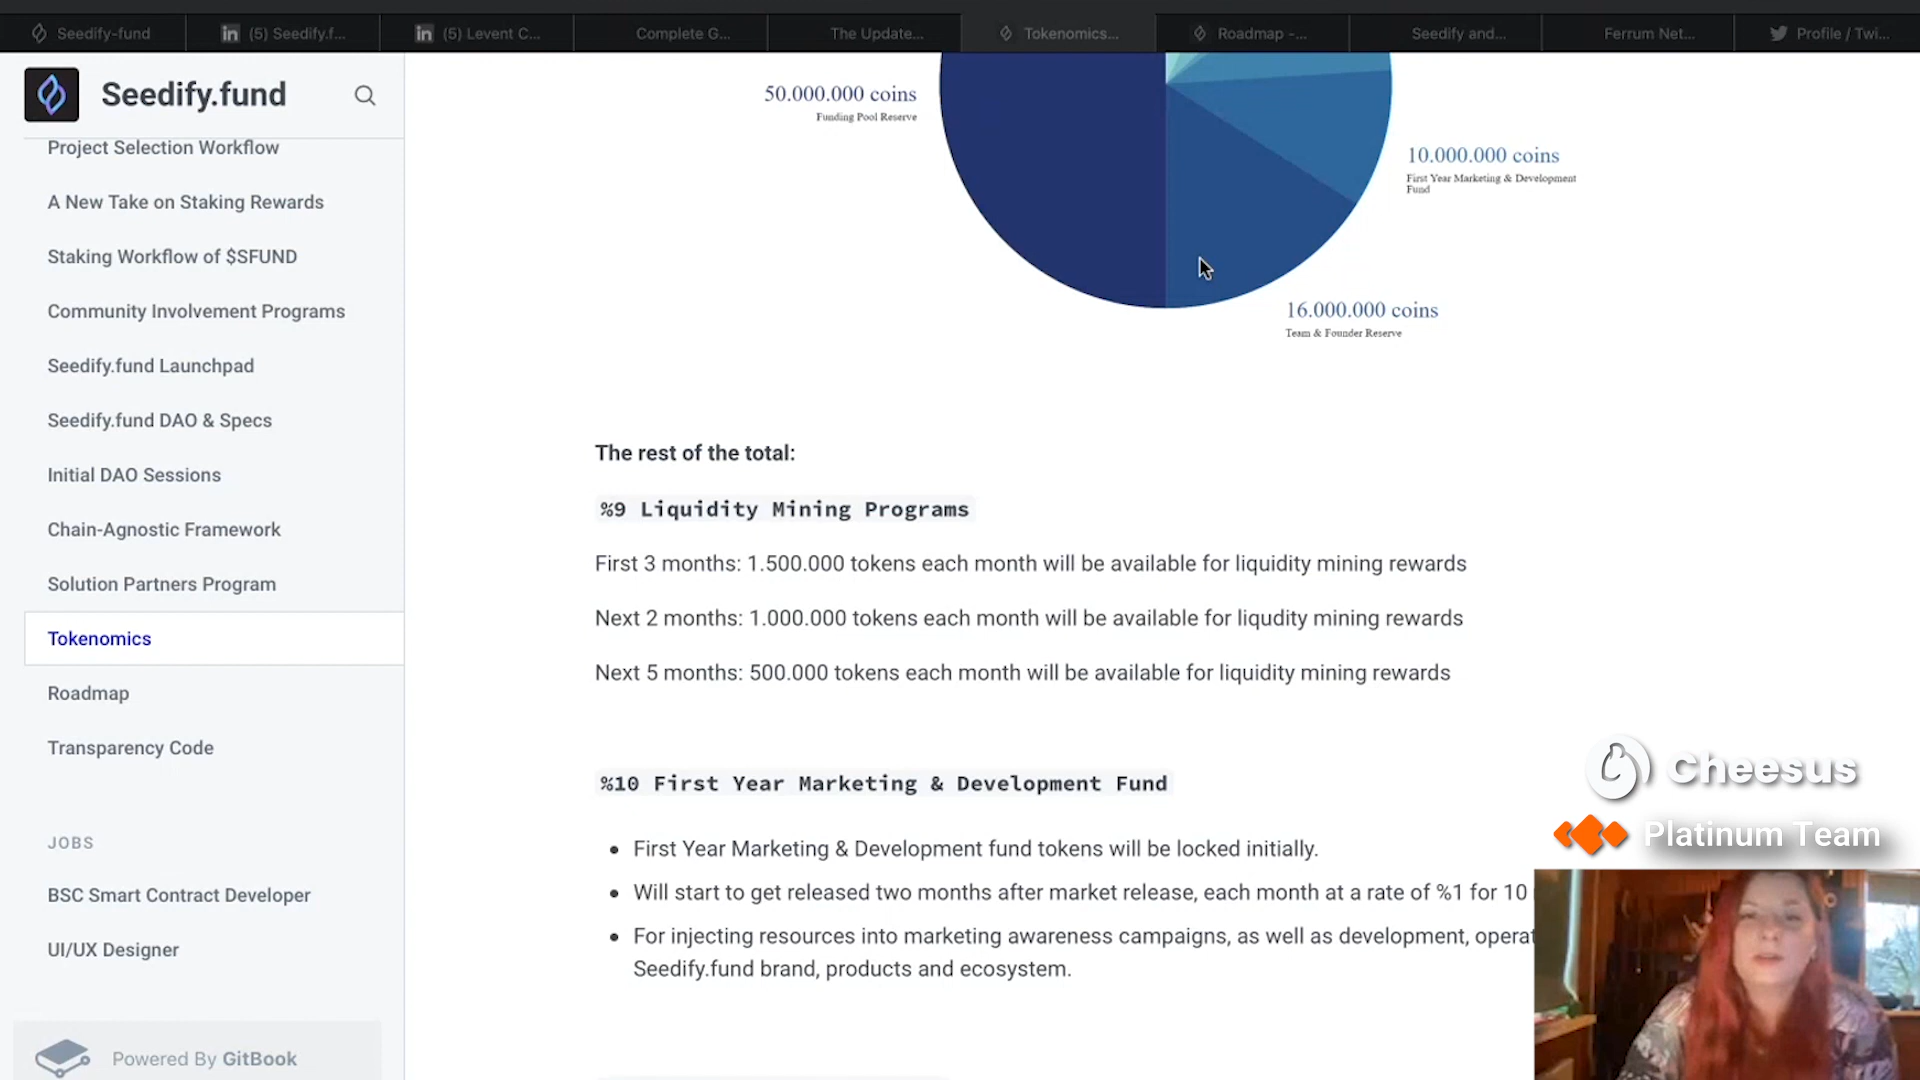 Seedify-fund
(5) Seedify.f...
(5) Levent C...
Complete G...
The Update...
Tokenomics...
Roadmap -...
Seedify and...
Ferrum Net...
Profile / Twi...
Seedify.fund
Project Selection Workflow
A New Take on Staking Rewards
Staking Workflow of $SFUND
Community Involvement Programs
Seedify.fund Launchpad
Seedify.fund DAO & Specs
Initial DAO Sessions
Chain-Agnostic Framework
Solution Partners Program
Tokenomics
Roadmap
Transparency Code
JOBS
BSC Smart Contract Developer
UI/UX Designer
Powered By GitBook
50.000.000 coins
Funding Pool Reserve
10.000.000 coins
First Year Marketing & Development
Fund
16.000.000 coins
Team & Founder Reserve
The rest of the total:
%9 Liquidity Mining Programs
First 3 months: 1.500.000 tokens each month will be available for liquidity mining rewards
Next 2 months: 1.000.000 tokens each month will be available for liqudity mining rewards
Next 5 months: 500.000 tokens each month will be available for liquidity mining rewards
%10 First Year Marketing & Development Fund
First Year Marketing & Development fund tokens will be locked initially.
Will start to get released two months after market release, each month at a rate of %1 for 10
For injecting resources into marketing awareness campaigns, as well as development, operat
Seedify.fund brand, products and ecosystem.
Cheesus
Platinum Team